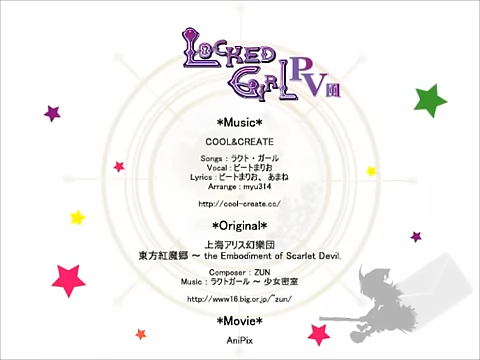 LOCKED
GIRL PV風
*Music*
COOL&CREATE
Songs : ラクト・ガール
Vocal : ビートまりお
Lyrics : ビートまりお、あまね
Arrange : myu314
http://cool-create.cc/
*Original*
上海アリス幻樂団
東方紅魔郷 ～ the Embodiment of Scarlet Devil.
Composer : ZUN
Music : ラクトガール ～ 少女密室
http://www16.big.or.jp/~zun/
*Movie*
AniPix